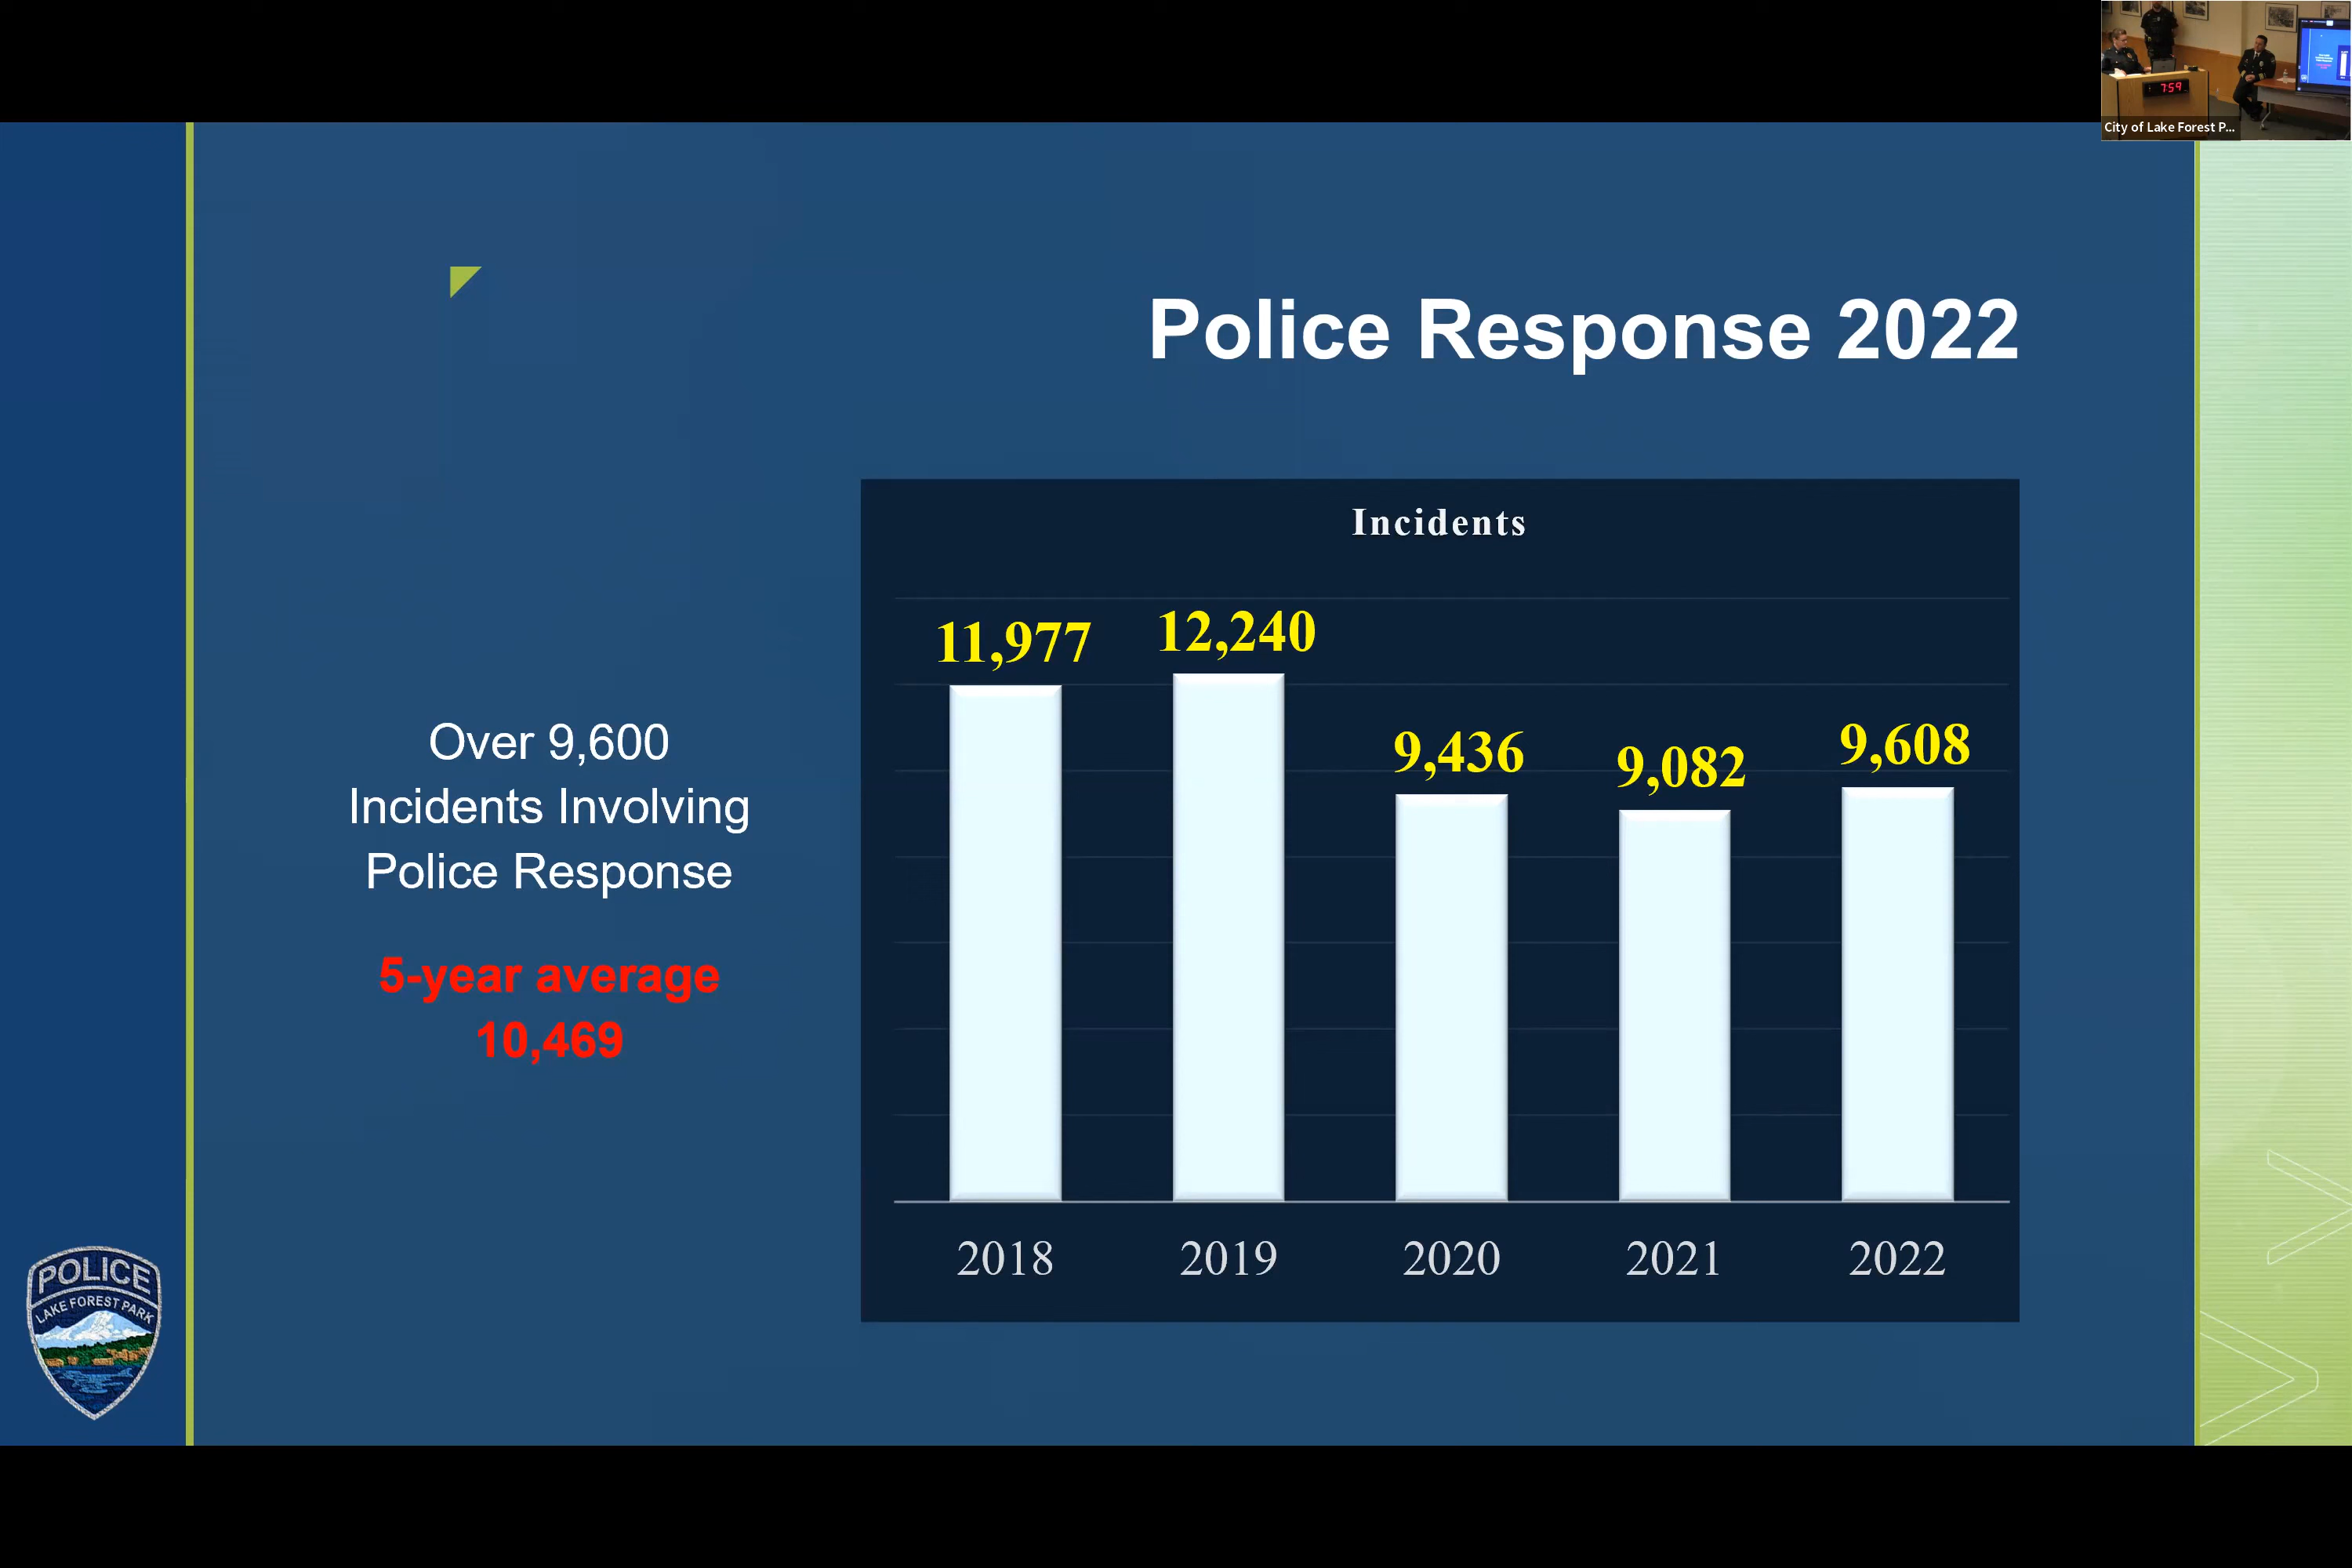 7:59
City of Lake Forest P...
Police Response 2022
Over 9,600
Incidents Involving
Police Response
5-year average
10,469
Incidents
11,977
12,240
9,436
9,082
9,608
2018
2019
2020
2021
2022
POLICE
LAKE FOREST PARK